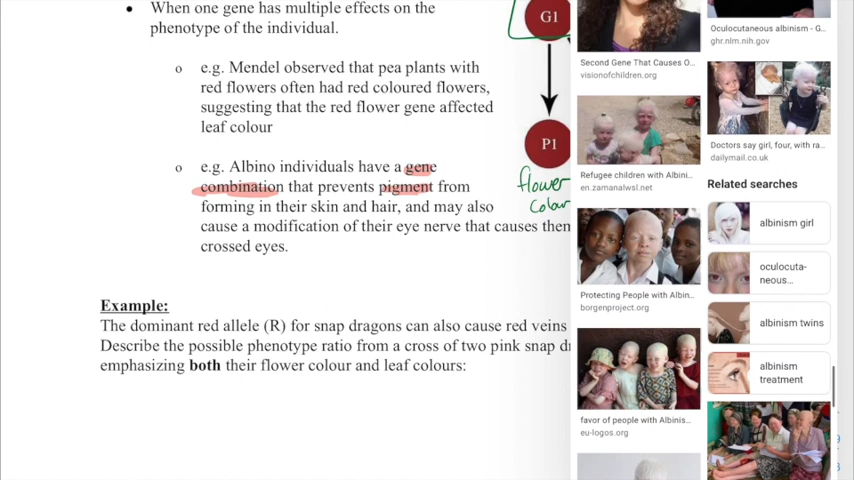 • When one gene has multiple effects on the
phenotype of the individual.
o e.g. Mendel observed that pea plants with
red flowers often had red coloured flowers,
suggesting that the red flower gene affected
leaf colour
o e.g. Albino individuals have a gene
combination that prevents pigment from
forming in their skin and hair, and may also
cause a modification of their eye nerve that causes them
crossed eyes.
Example:
The dominant red allele (R) for snap dragons can also cause red veins
Describe the possible phenotype ratio from a cross of two pink snap dr
emphasizing both their flower colour and leaf colours:
G1
P1
flower
colou
Second Gene That Causes O...
visionofchildren.org
Refugee children with Albini...
en.zamanalwsl.net
Protecting People with Albin...
borgenproject.org
favor of people with Albinis...
eu-logos.org
Oculocutaneous albinism - G...
ghr.nlm.nih.gov
Doctors say girl, four, with ra...
dailymail.co.uk
Related searches
albinism girl
oculocuta-
neous...
albinism twins
albinism
treatment